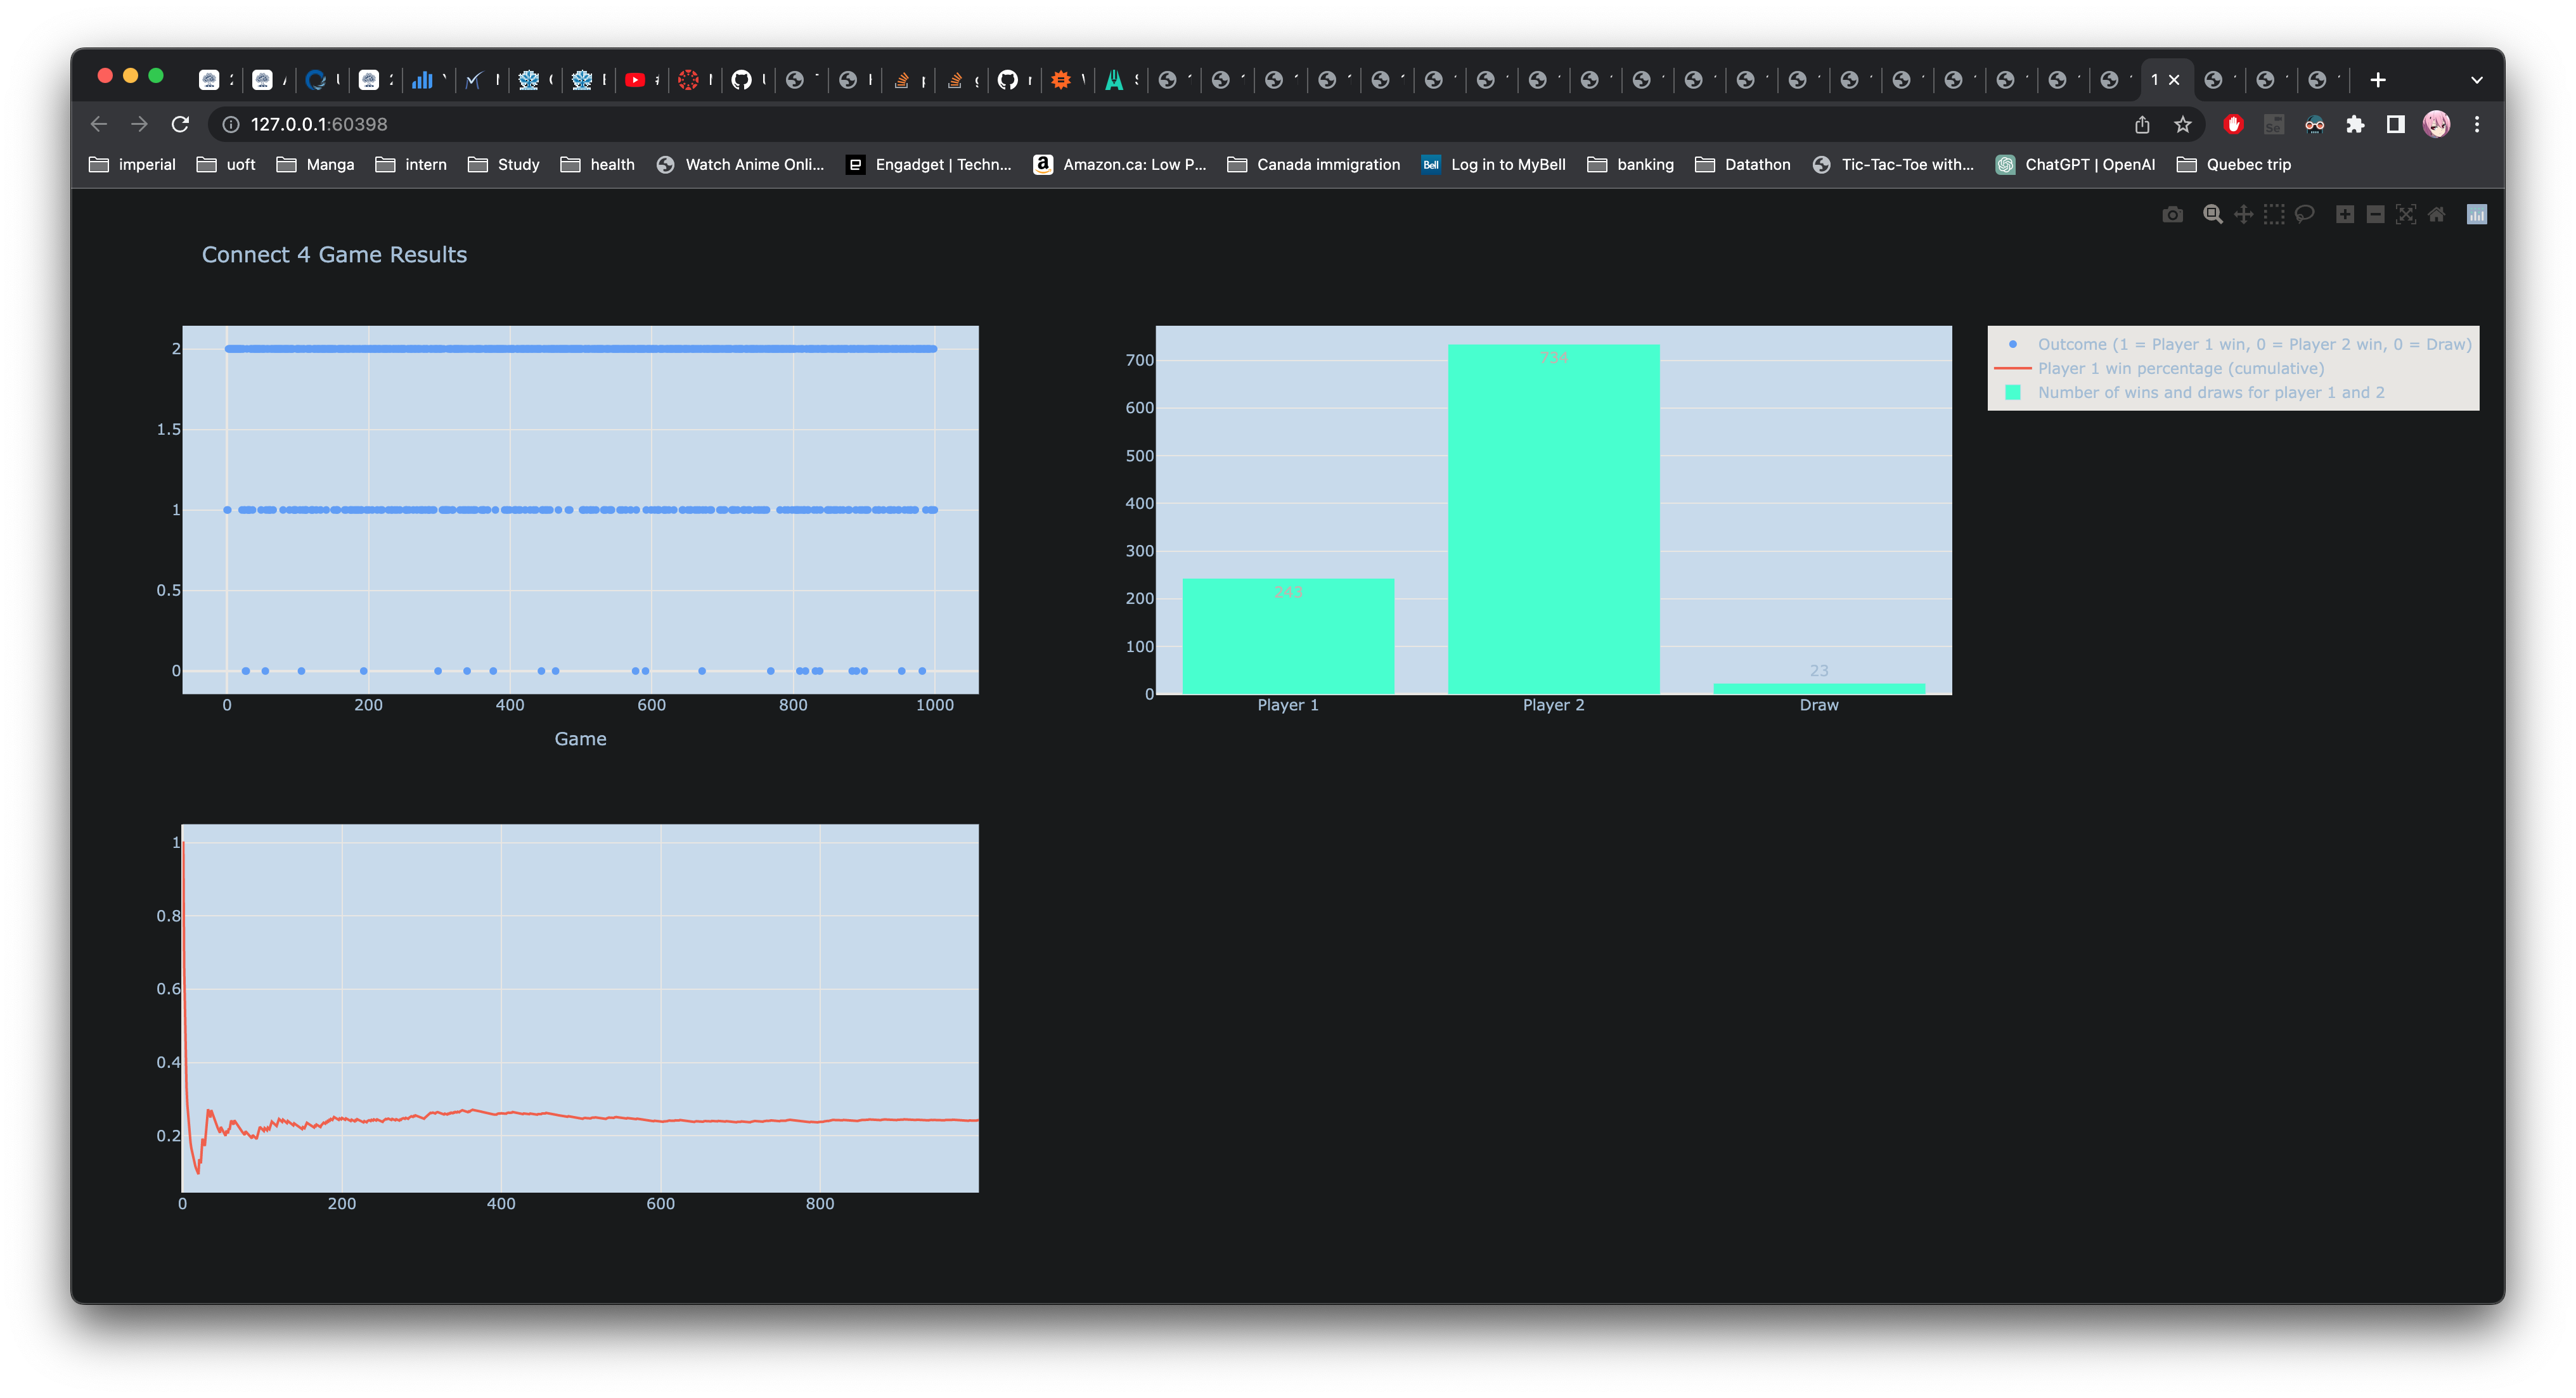 1
127.0.0.1:60398
imperial
uoft
Manga
intern
Study
health
Watch Anime Onli...
Engadget | Techn...
Amazon.ca: Low P...
Canada immigration
Bell
Log in to MyBell
banking
Datathon
Tic-Tac-Toe with...
ChatGPT | OpenAI
Quebec trip
Connect 4 Game Results
2
1.5
1
0.5
0
0 200 400 600 800 1000
Game
700
600
500
400
300
200
100
0
243
734
23
Player 1 Player 2 Draw
Outcome (1 = Player 1 win, 0 = Player 2 win, 0 = Draw)
Player 1 win percentage (cumulative)
Number of wins and draws for player 1 and 2
1
0.8
0.6
0.4
0.2
0 200 400 600 800